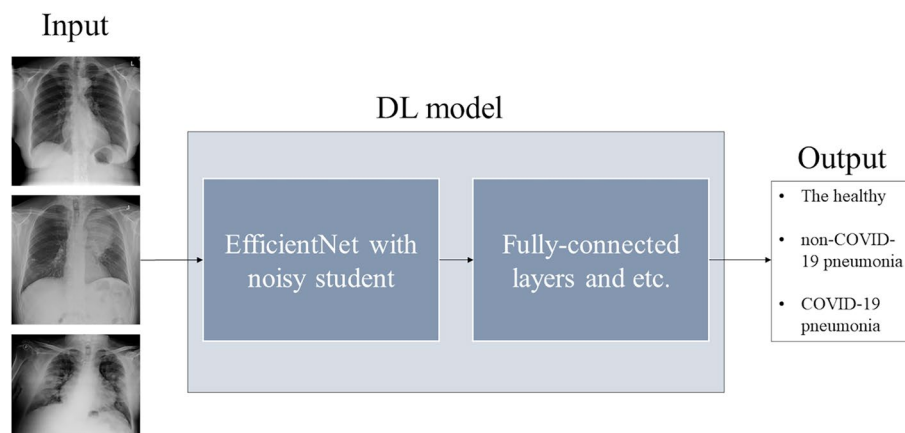 Input
L
DL model
Output
EfficientNet with
noisy student
Fully-connected
layers and etc.
• The healthy
• non-COVID-
19 pneumonia
• COVID-19
pneumonia